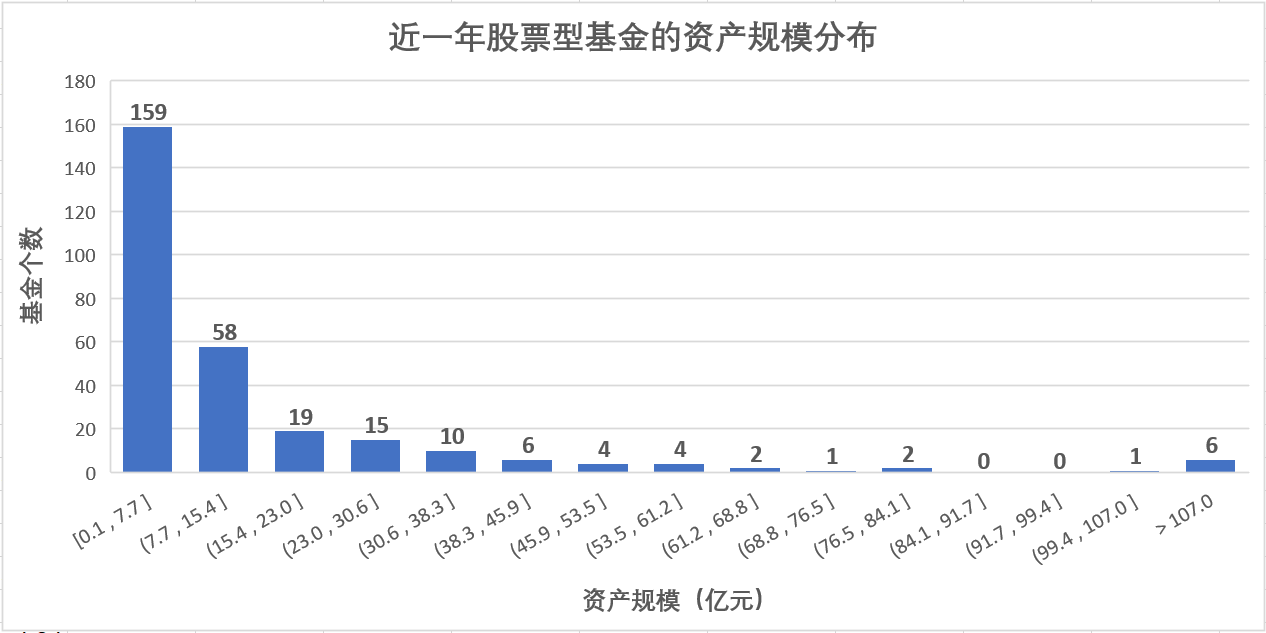 近一年股票型基金的资产规模分布
180
160
140
120
100
80
60
40
20
0
基金个数
159
58
19
15
10
6
4
4
2
1
2
0
0
1
6
[0.1 , 7.7 ]
(7.7 , 15.4 ]
(15.4 , 23.0 ]
(23.0 , 30.6 ]
(30.6 , 38.3 ]
(38.3 , 45.9 ]
(45.9 , 53.5 ]
(53.5 , 61.2 ]
(61.2 , 68.8 ]
(68.8 , 76.5 ]
(76.5 , 84.1 ]
(84.1 , 91.7 ]
(91.7 , 99.4 ]
(99.4 , 107.0 ]
> 107.0
资产规模（亿元）